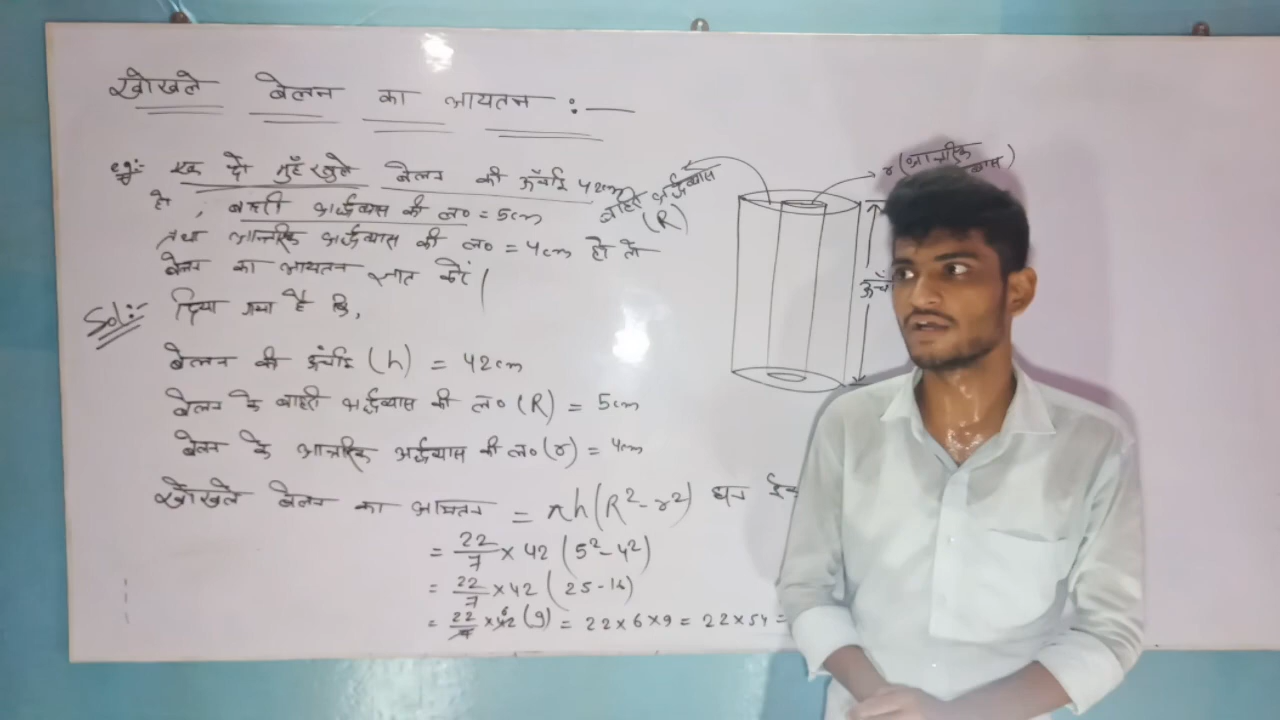 खोखले बेलन का आयतन :—
eg:- एक दो मुहँ खुले बेलन की ऊँचाई 42cm
हो , बाहरी अर्द्धव्यास की ल० = 5cm
तथा आन्तरिक अर्द्धव्यास की ल० = 4cm हो तो
बेलन का आयतन ज्ञात करें |
Sol:- दिया गया है कि,
बेलन की ऊंचाई (h) = 42cm
बेलन के बाहरी अर्द्धव्यास की ल० (R) = 5cm
बेलन के आन्तरिक अर्द्धव्यास की ल० (r) = 4cm
खोखले बेलन का आयतन = πh(R²-r²) घन
= 22/7 × 42 (5²-4²)
= 22/7 × 42 (25-16)
= 22/7 × 42 6 (9) = 22×6×9 = 22×54 =
r (आन्तरिक
बाहरी अर्द्धव्यास
(R)